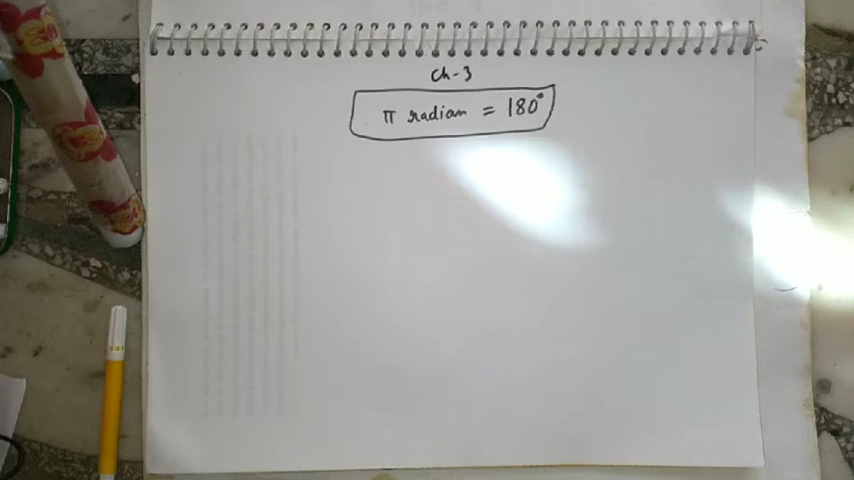 Ch-3
π radian = 180°